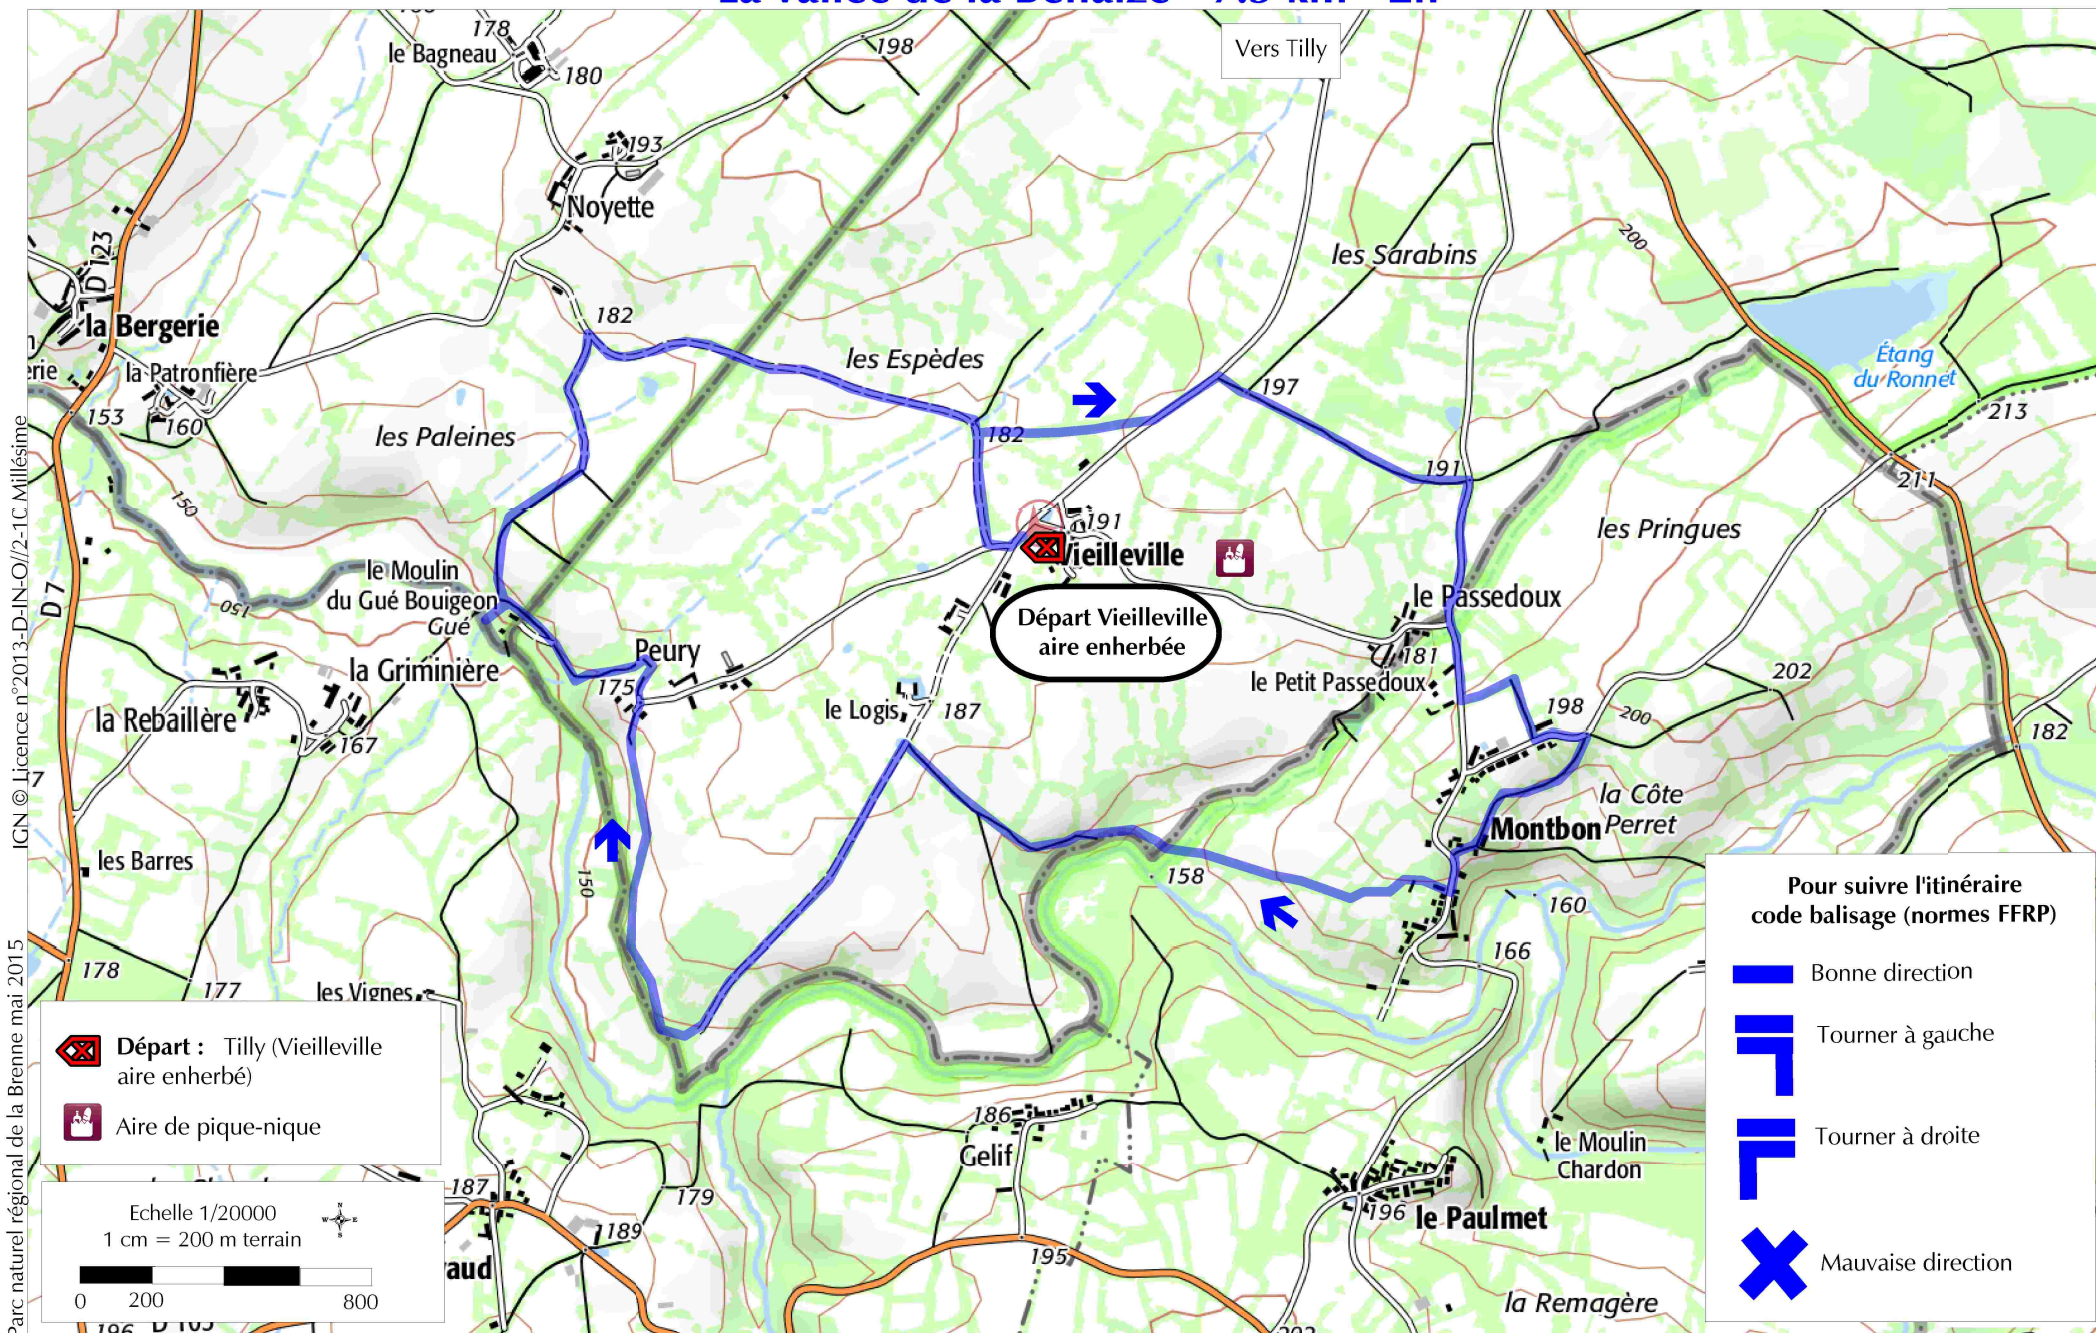 178
le Bagneau
180
198
Vers Tilly
193
Noyette
les Sarabins
200
D 123
182
la Bergerie
erie
la Patronfière
les Espèdes
Étang
du Ronnet
197
153
160
182
213
les Paleines
191
211
150
191
les Pringues
Vieilleville
le Moulin
du Gué Bouigeon
Gué
150
D 7
le Passedoux
Départ Vieilleville
aire enherbée
Peury
181
la Griminière
175
le Petit Passedoux
202
le Logis
187
198
200
la Rebaillère
167
182
la Côte
Perret
Montbon
les Barres
150
158
160
166
178
177
les Vignes
Pour suivre l'itinéraire
code balisage (normes FFRP)
Bonne direction
Tourner à gauche
Tourner à droite
Mauvaise direction
Départ : Tilly (Vieilleville
aire enherbé)
Aire de pique-nique
186
Gelif
le Moulin
Chardon
187
179
189
196
le Paulmet
195
raud
la Remagère
Echelle 1/20000
1 cm = 200 m terrain
N
W
E
S
0 200 800
IGN © Licence n°2013-D-IN-O//2-1C Millésime
Parc naturel régional de la Brenne mai 2015